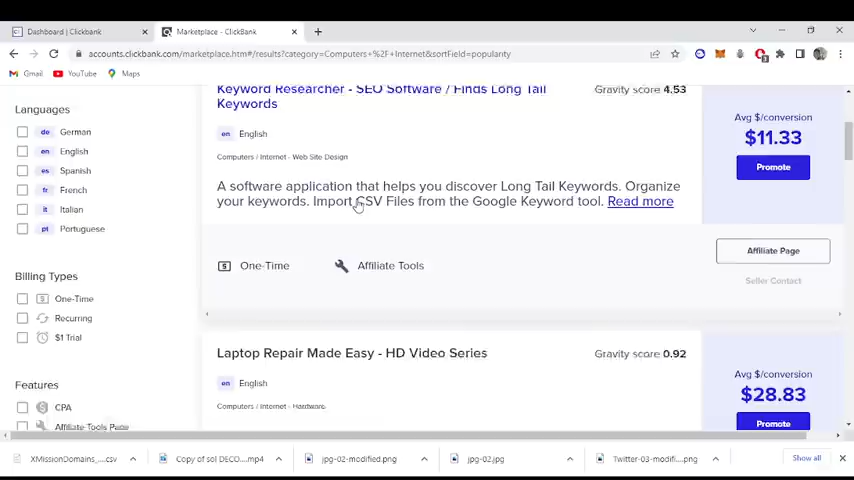 Dashboard | Clickbank
Marketplace - ClickBank
accounts.clickbank.com/marketplace.htm#/results?category=Computers+%2F+Internet&sortField=popularity
Gmail
YouTube
Maps
Languages
de German
en English
es Spanish
fr French
it Italian
pt Portuguese
Billing Types
One-Time
Recurring
$1 Trial
Features
CPA
Affiliate Tools Page
Keyword Researcher - SEO Software / Finds Long Tail
Keywords
Gravity score 4.53
en English
Computers / Internet - Web Site Design
A software application that helps you discover Long Tail Keywords. Organize
your keywords. Import CSV Files from the Google Keyword tool. Read more
One-Time
Affiliate Tools
Avg $/conversion
$11.33
Promote
Affiliate Page
Seller Contact
Laptop Repair Made Easy - HD Video Series
Gravity score 0.92
en English
Computers / Internet - Hardware
Avg $/conversion
$28.83
Promote
XMissionDomains_....csv
Copy of sol DECO....mp4
jpg-02-modified.png
jpg-02.jpg
Twitter-03-modifi....png
Show all